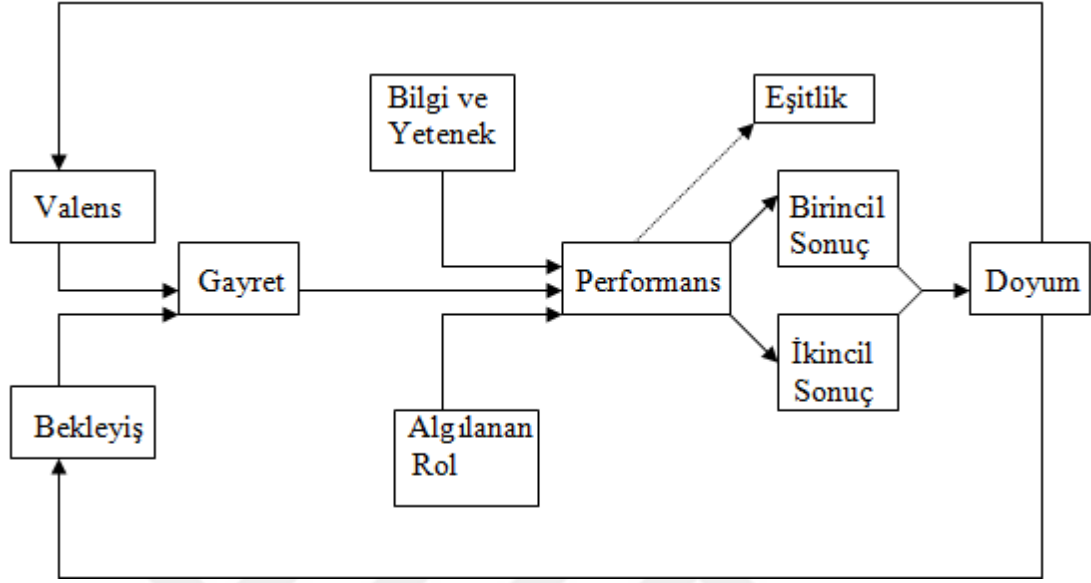 Bilgi ve
Yetenek
Eşitlik
Valens
Birincil
Sonuç
Gayret
Performans
Doyum
İkincil
Sonuç
Bekleyiş
Algılanan
Rol